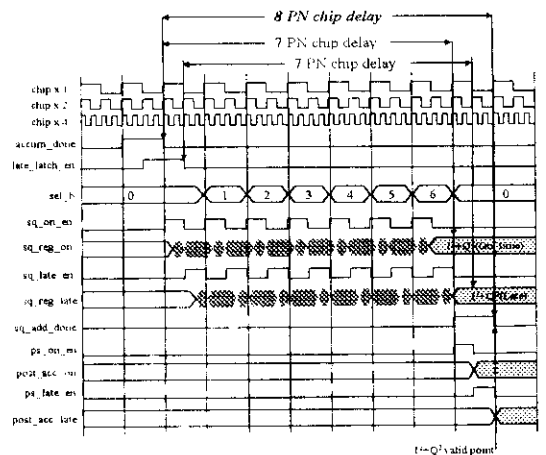 8 PN chip delay
7 PN chip delay
7 PN chip delay
chip x 1
chip x 2
chip x 4
accum_done
late_latch_en
sel_b
0 1 2 3 4 5 6 0
sq_on_en
sq_reg_on
sq_late_en
sq_reg_late
sq_add_done
ps_on_en
post_acc_on
ps_late_en
post_acc_late
valid point